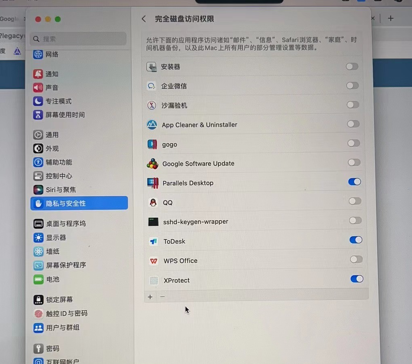 完全磁盘访问权限
搜索
允许下面的应用程序访问诸如“邮件”、“信息”、Safari浏览器、“家庭”、时
间机器备份，以及此Mac上所有用户的部分管理设置等数据。
网络
通知
声音
专注模式
屏幕使用时间
通用
外观
辅助功能
控制中心
Siri与聚焦
隐私与安全性
桌面与程序坞
显示器
墙纸
屏幕保护程序
电池
锁定屏幕
触控ID与密码
用户与群组
密码
互联网帐户
安装器
企业微信
沙漏验机
App Cleaner & Uninstaller
gogo
Google Software Update
Parallels Desktop
QQ
sshd-keygen-wrapper
ToDesk
WPS Office
XProtect
+ −